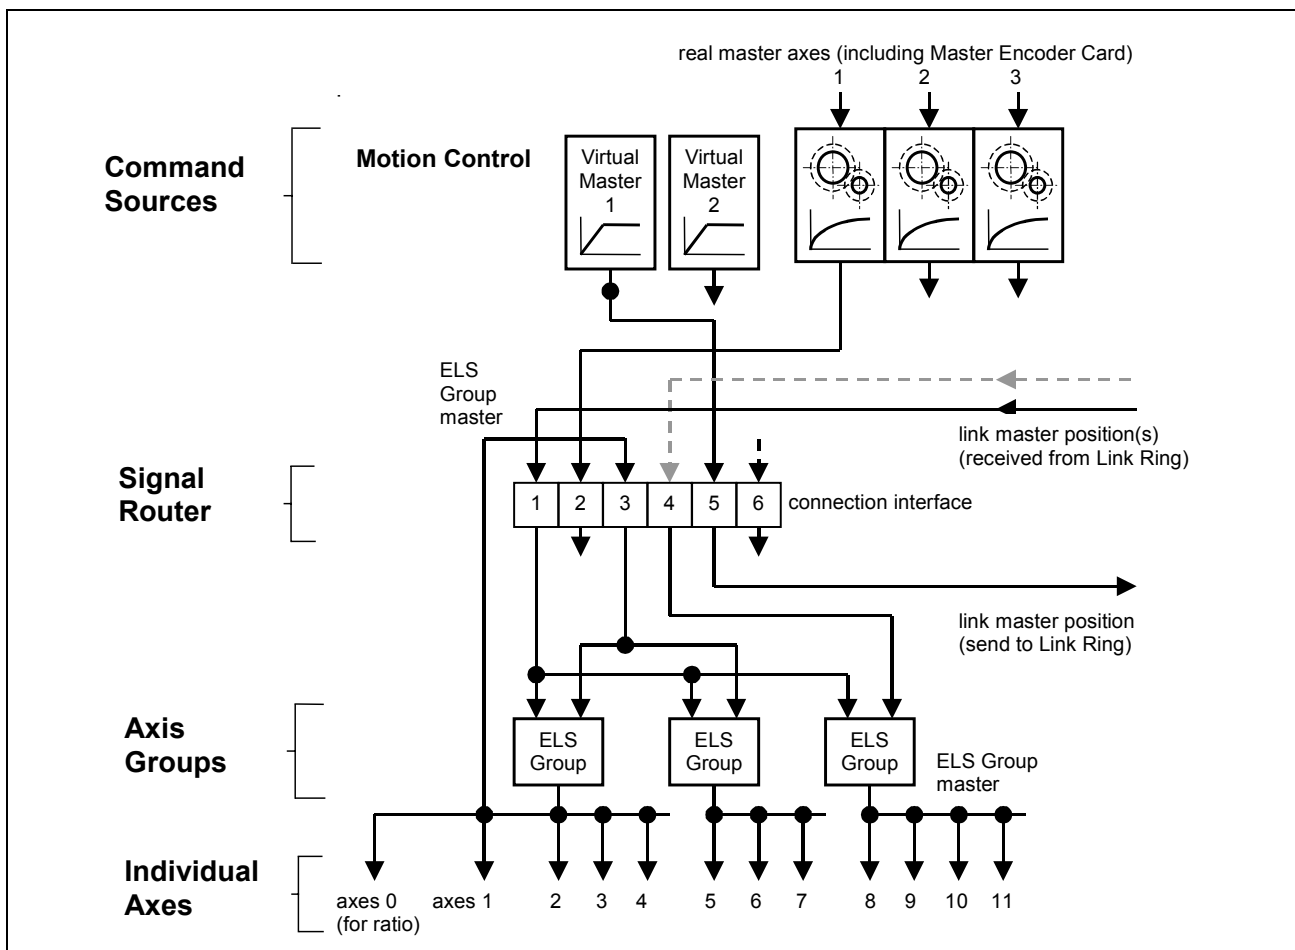 real master axes (including Master Encoder Card)
1 2 3
Command
Sources
Motion Control
Virtual
Master
1
Virtual
Master
2
ELS
Group
master
link master position(s)
(received from Link Ring)
Signal
Router
1 2 3 4 5 6
connection interface
link master position
(send to Link Ring)
Axis
Groups
ELS
Group
ELS
Group
ELS
Group
ELS Group
master
Individual
Axes
axes 0
(for ratio)
axes 1
2 3 4 5 6 7 8 9 10 11